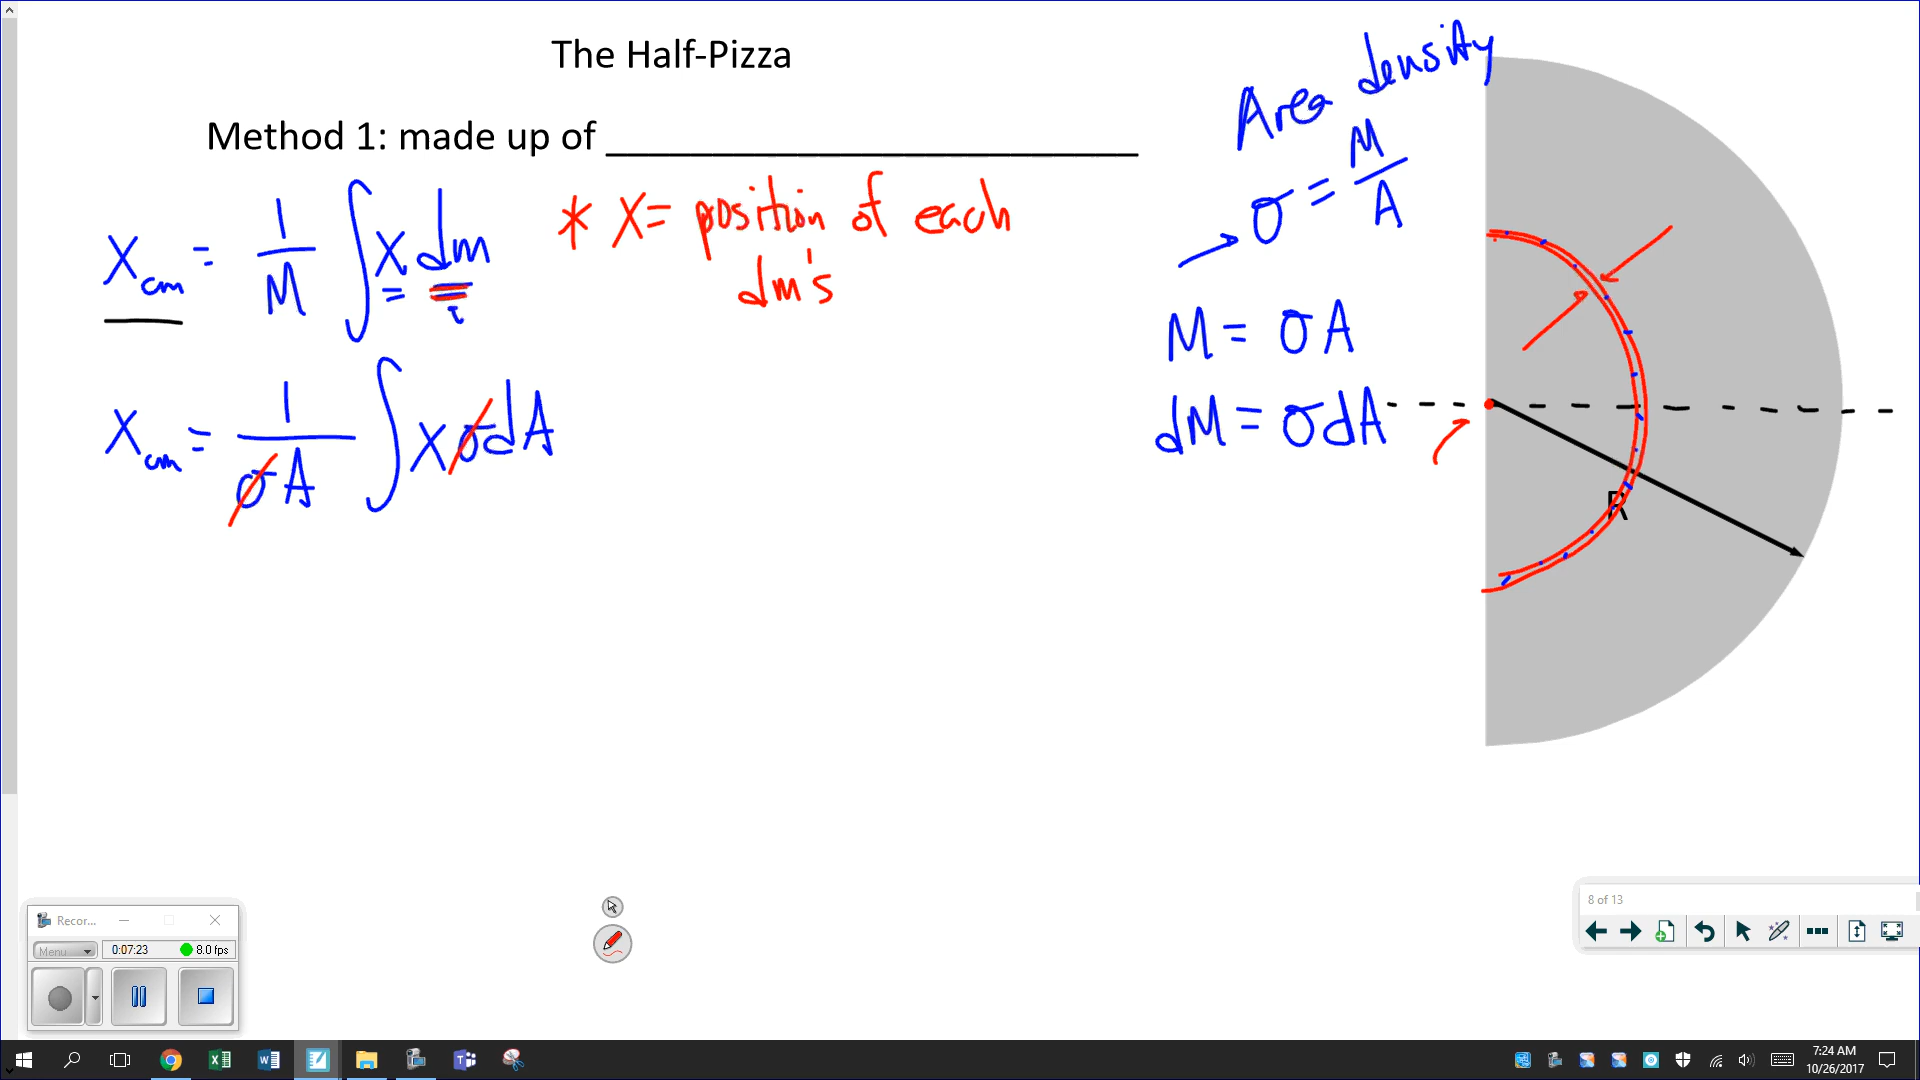 The Half-Pizza
Method 1: made up of ____________________
Area density
σ = M/A
X_cm = 1/M ∫ x dm
* X = position of each
dm's
M = σA
dM = σdA
X_cm = 1/σA ∫ xσdA
R
8 of 13
Recor...
Menu
0:07:23
8.0 fps
7:24 AM
10/26/2017